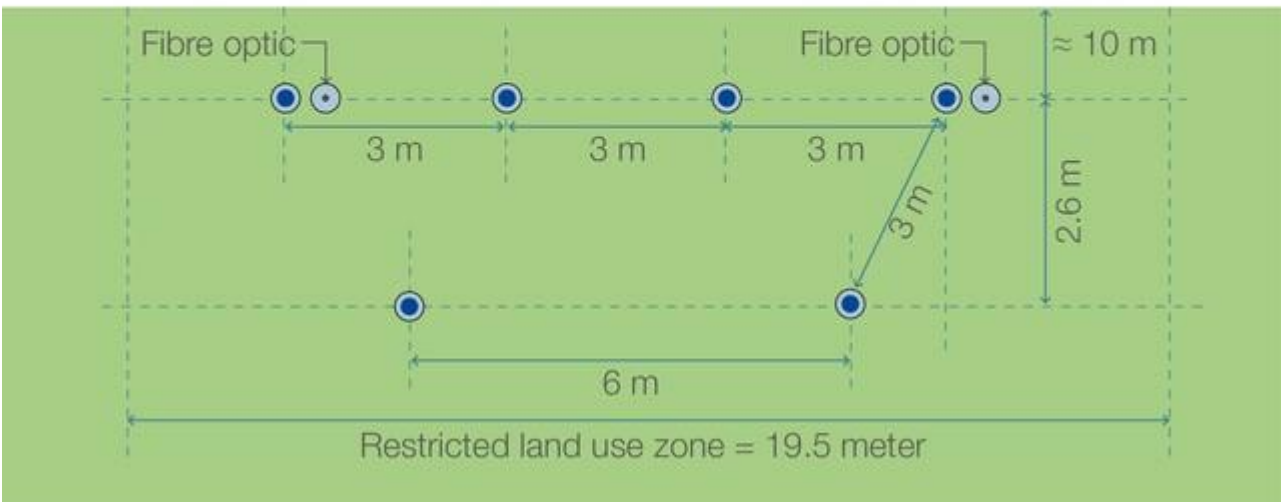 Fibre optic
Fibre optic
≈ 10 m
3 m
3 m
3 m
3 m
2.6 m
6 m
Restricted land use zone = 19.5 meter